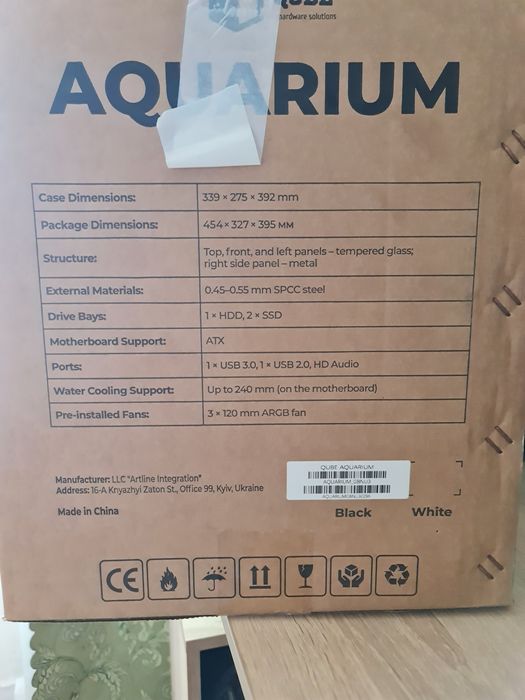 QUBE
hardware solutions
AQUARIUM
Case Dimensions: 339 × 275 × 392 mm
Package Dimensions: 454 × 327 × 395 мм
Structure: Top, front, and left panels – tempered glass;
right side panel – metal
External Materials: 0.45–0.55 mm SPCC steel
Drive Bays: 1 × HDD, 2 × SSD
Motherboard Support: ATX
Ports: 1 × USB 3.0, 1 × USB 2.0, HD Audio
Water Cooling Support: Up to 240 mm (on the motherboard)
Pre-installed Fans: 3 × 120 mm ARGB fan
Manufacturer: LLC "Artline Integration"
Address: 16-A Knyazhyi Zaton St., Office 99, Kyiv, Ukraine
Made in China
QUBE AQUARIUM
Black White
CE